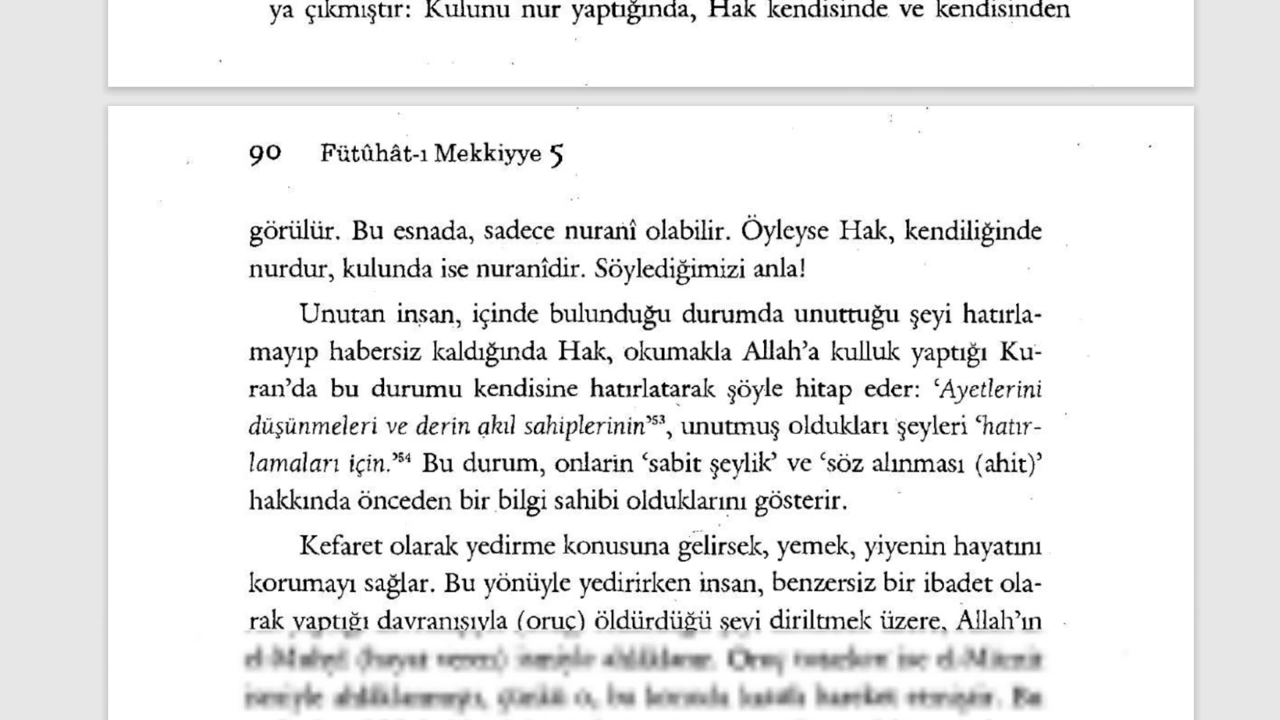 ya çıkmıştır: Kulunu nur yaptığında, Hak kendisinde ve kendisinden
90 Fütûhât-ı Mekkiyye 5
görülür. Bu esnada, sadece nuranî olabilir. Öyleyse Hak, kendiliğinde
nurdur, kulunda ise nuranîdir. Söylediğimizi anla!
Unutan insan, içinde bulunduğu durumda unuttuğu şeyi hatırla-
mayıp habersiz kaldığında Hak, okumakla Allah’a kulluk yaptığı Ku-
ran’da bu durumu kendisine hatırlatarak şöyle hitap eder: ‘Ayetlerini
düşünmeleri ve derin akıl sahiplerinin’⁵³, unutmuş oldukları şeyleri ‘hatır-
lamaları için.’⁵⁴ Bu durum, onlarin ‘sabit şeylik’ ve ‘söz alınması (ahit)’
hakkında önceden bir bilgi sahibi olduklarını gösterir.
Kefaret olarak yedirme konusuna gelirsek, yemek, yiyenin hayatını
korumayı sağlar. Bu yönüyle yedirirken insan, benzersiz bir ibadet ola-
rak yaptığı davranışıyla (oruç) öldürdüğü şeyi diriltmek üzere, Allah’ın